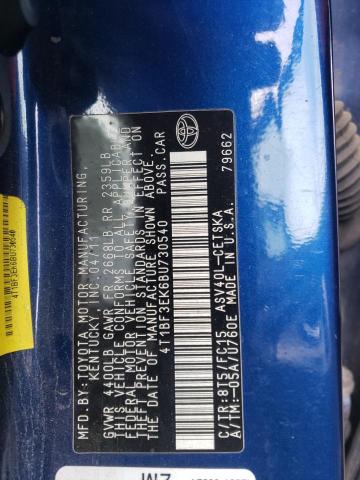 MFD.BY:TOYOTA MOTOR MANUFACTURING,
KENTUCKY, INC. 04/11
GVWR 4400LB GAWR FR 2668LB RR 2359LB
THIS VEHICLE CONFORMS TO ALL APPLICABLE
FEDERAL MOTOR VEHICLE SAFETY, BUMPER, AND
THEFT PREVENTION STANDARDS IN EFFECT ON
THE DATE OF MANUFACTURE SHOWN ABOVE.
4T1BF3EK6BU730540 PASS.CAR
C/TR:8T5/FC15 ASV40L-CETSKA
A/TM:-05A/U760E MADE IN U.S.A.
79662
4T1BF3EK6BU730540